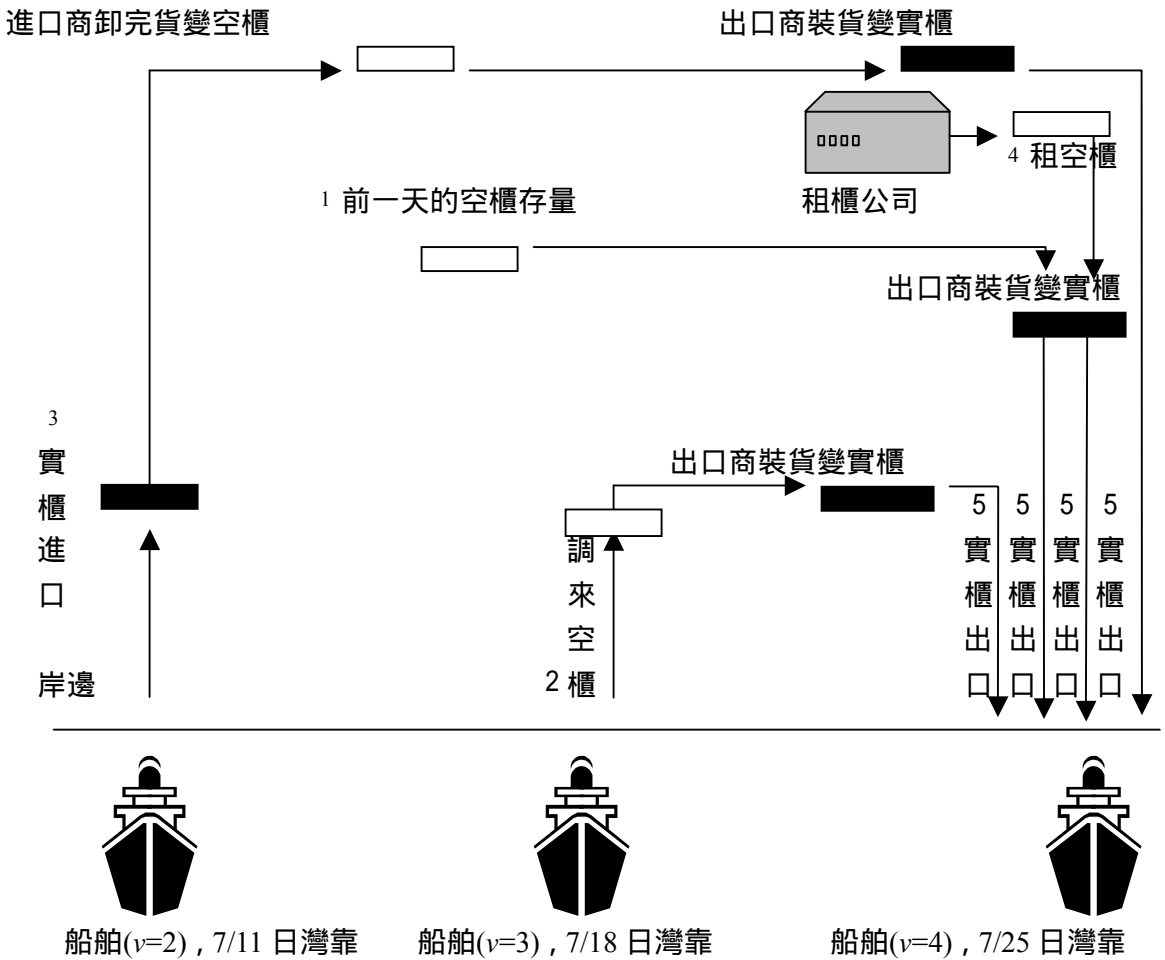 進口商卸完貨變空櫃
出口商裝貨變實櫃
4 租空櫃
1 前一天的空櫃存量
租櫃公司
出口商裝貨變實櫃
3
實櫃進口
出口商裝貨變實櫃
調來空
2 櫃
5 實櫃出口
5 實櫃出口
5 實櫃出口
5 實櫃出口
岸邊
船舶(v=2) , 7/11 日灣靠
船舶(v=3) , 7/18 日灣靠
船舶(v=4) , 7/25 日灣靠